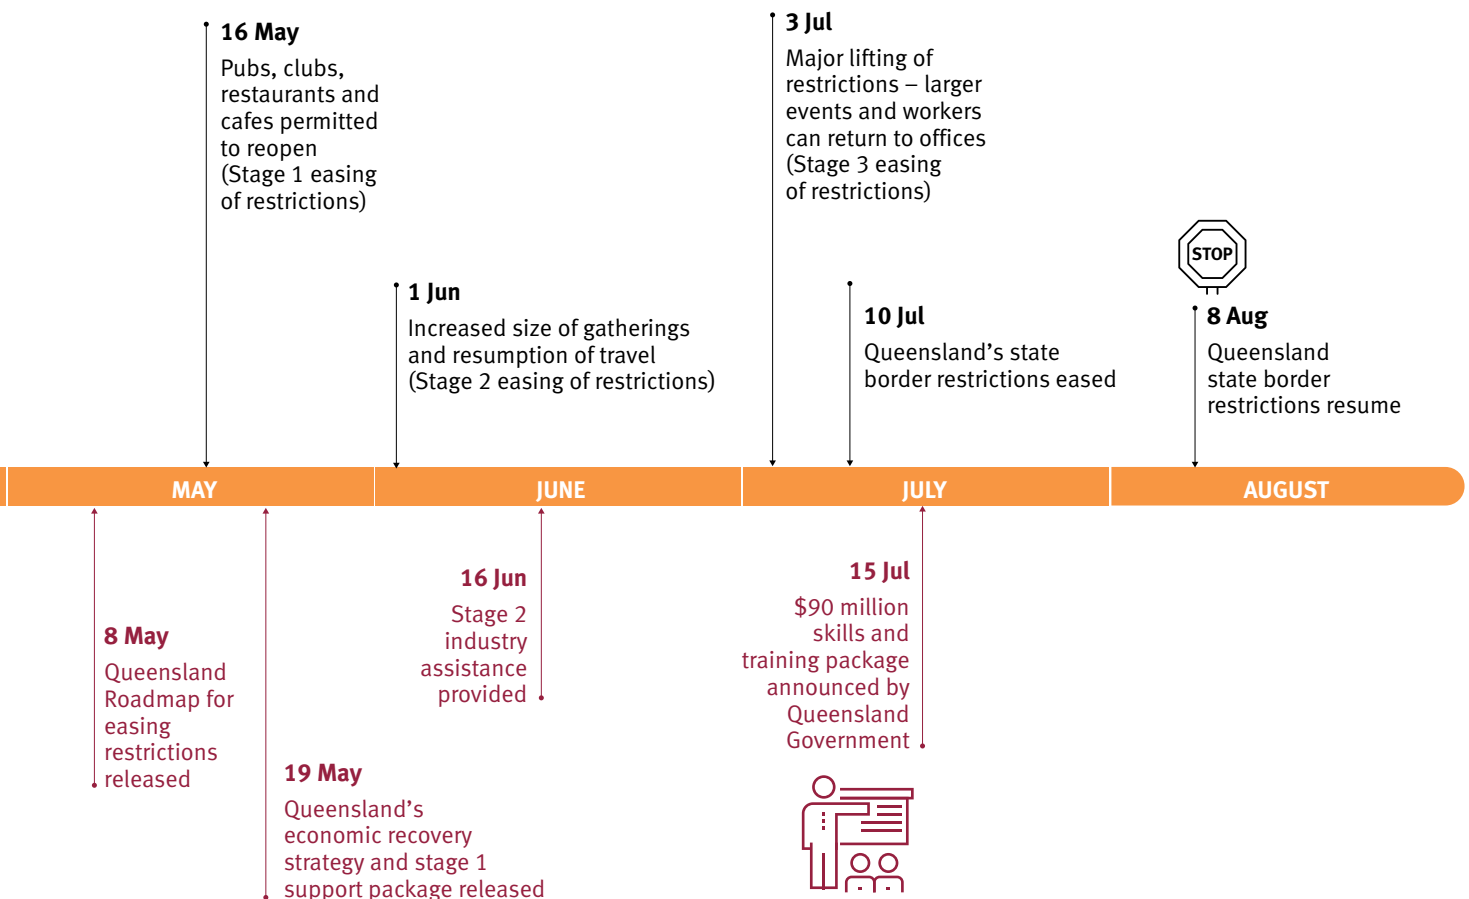 16 May
Pubs, clubs,
restaurants and
cafes permitted
to reopen
(Stage 1 easing
of restrictions)
1 Jun
Increased size of gatherings
and resumption of travel
(Stage 2 easing of restrictions)
3 Jul
Major lifting of
restrictions – larger
events and workers
can return to offices
(Stage 3 easing
of restrictions)
10 Jul
Queensland’s state
border restrictions eased
STOP
8 Aug
Queensland
state border
restrictions resume
MAY
JUNE
JULY
AUGUST
8 May
Queensland
Roadmap for
easing
restrictions
released
19 May
Queensland’s
economic recovery
strategy and stage 1
support package released
16 Jun
Stage 2
industry
assistance
provided
15 Jul
$90 million
skills and
training package
announced by
Queensland
Government